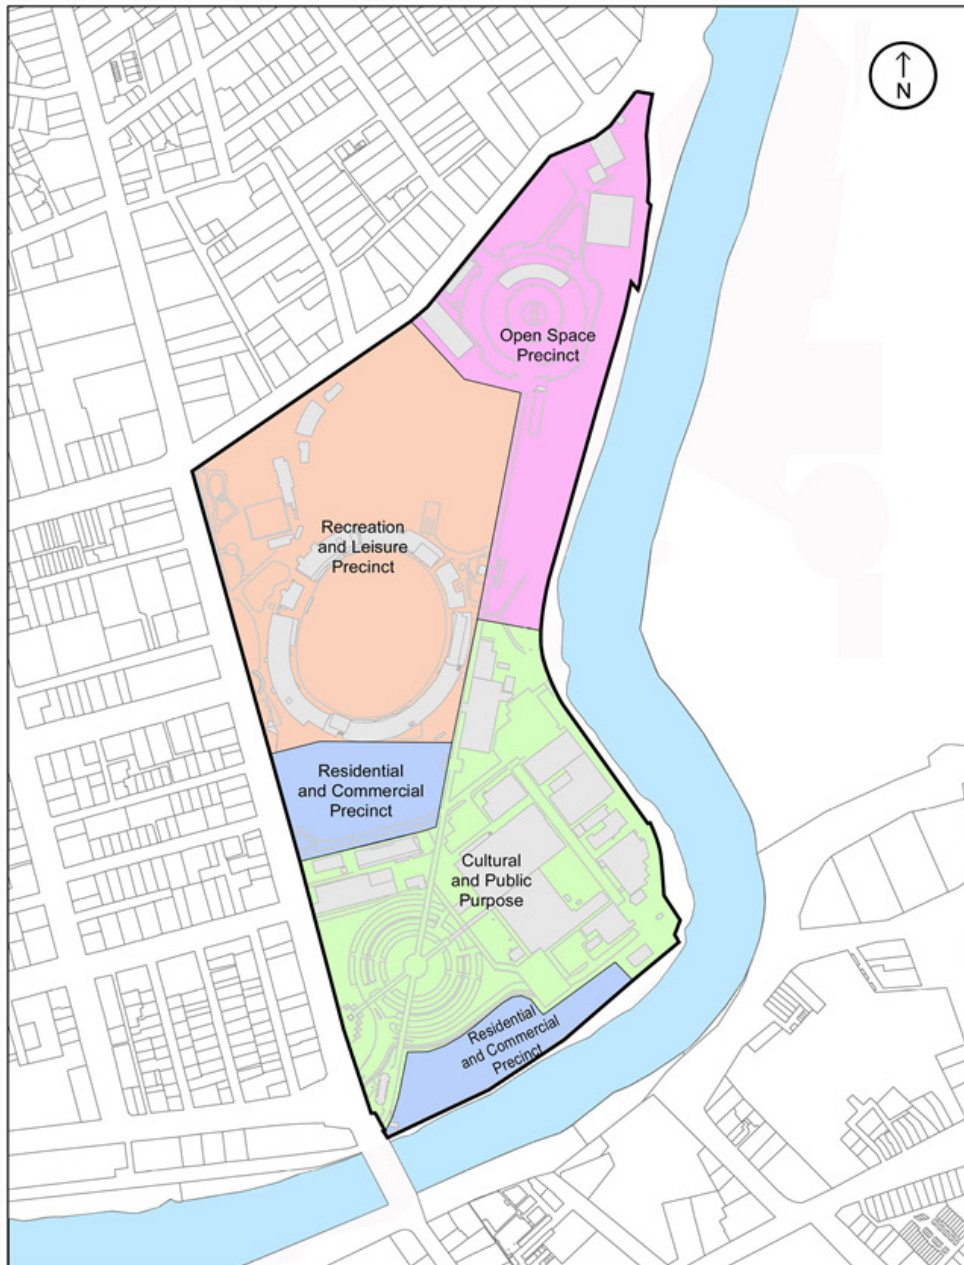 N
Open Space
Precinct
Recreation
and Leisure
Precinct
Residential
and Commercial
Precinct
Cultural
and Public
Purpose
Residential
and Commercial
Precinct